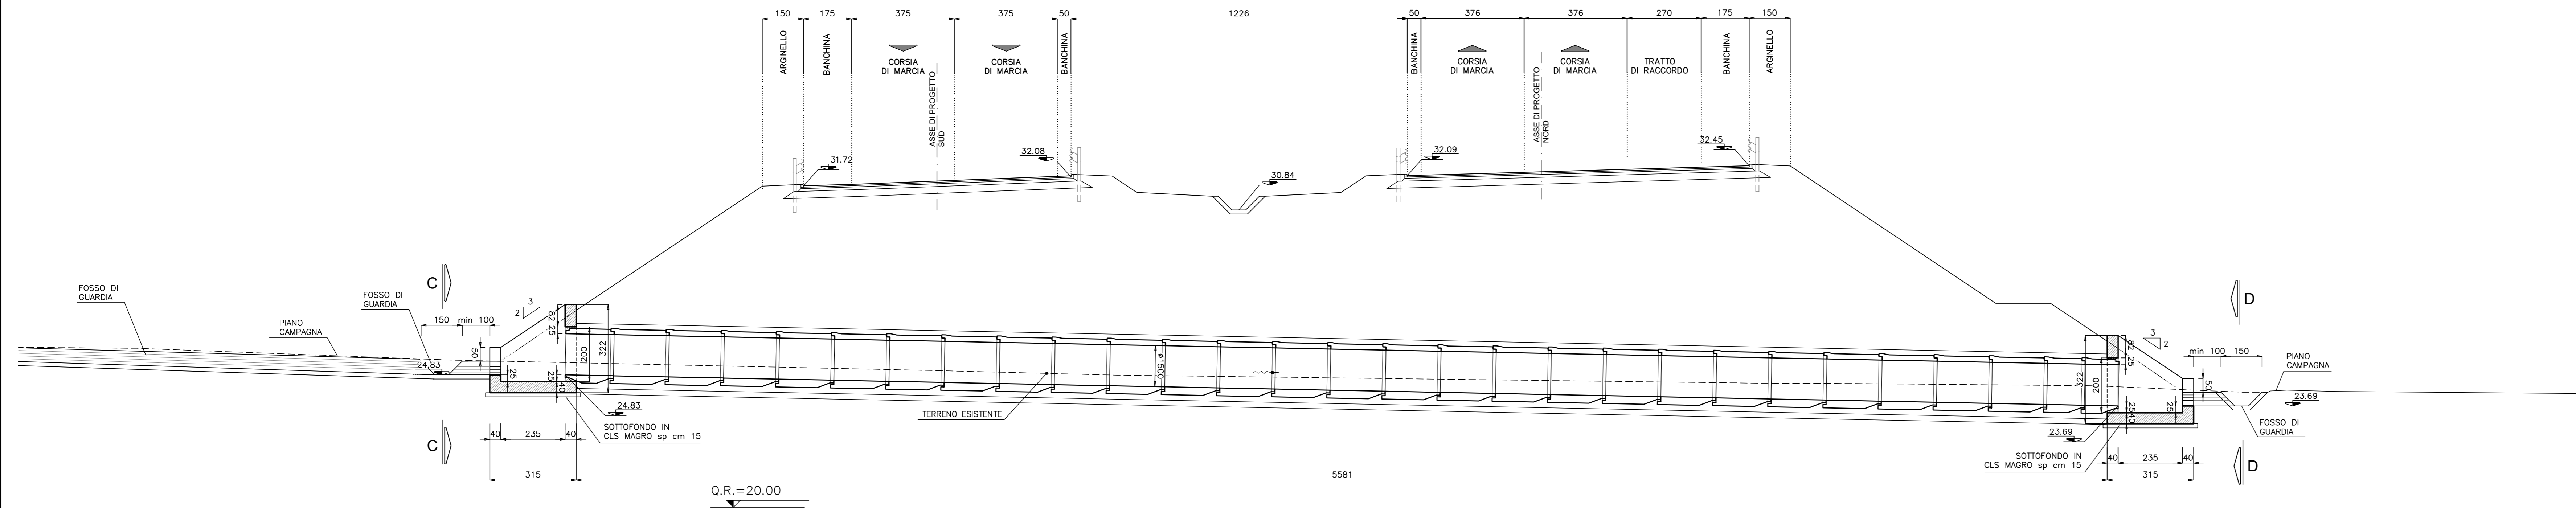 150 175 375 375 50 1226 50 376 376 270 175 150
ARGINELLO
BANCHINA
CORSIA
DI MARCIA
ASSE DI PROGETTO
SUD
CORSIA
DI MARCIA
BANCHINA
BANCHINA
CORSIA
DI MARCIA
ASSE DI PROGETTO
NORD
CORSIA
DI MARCIA
TRATTO
DI RACCORDO
BANCHINA
ARGINELLO
31.72
32.08
30.84
32.09
32.45
C
D
FOSSO DI
GUARDIA
FOSSO DI
GUARDIA
PIANO
CAMPAGNA
150 min 100
3
2
24.83
50
25
82
25
25
40
200
322
24.83
SOTTOFONDO IN
CLS MAGRO sp cm 15
TERRENO ESISTENTE
ø1500
3
2
82
25
322
200
25
40
25
min 100 150
50
PIANO
CAMPAGNA
23.69
23.69
FOSSO DI
GUARDIA
SOTTOFONDO IN
CLS MAGRO sp cm 15
C
D
40 235 40
40 235 40
315 5581 315
Q.R.=20.00